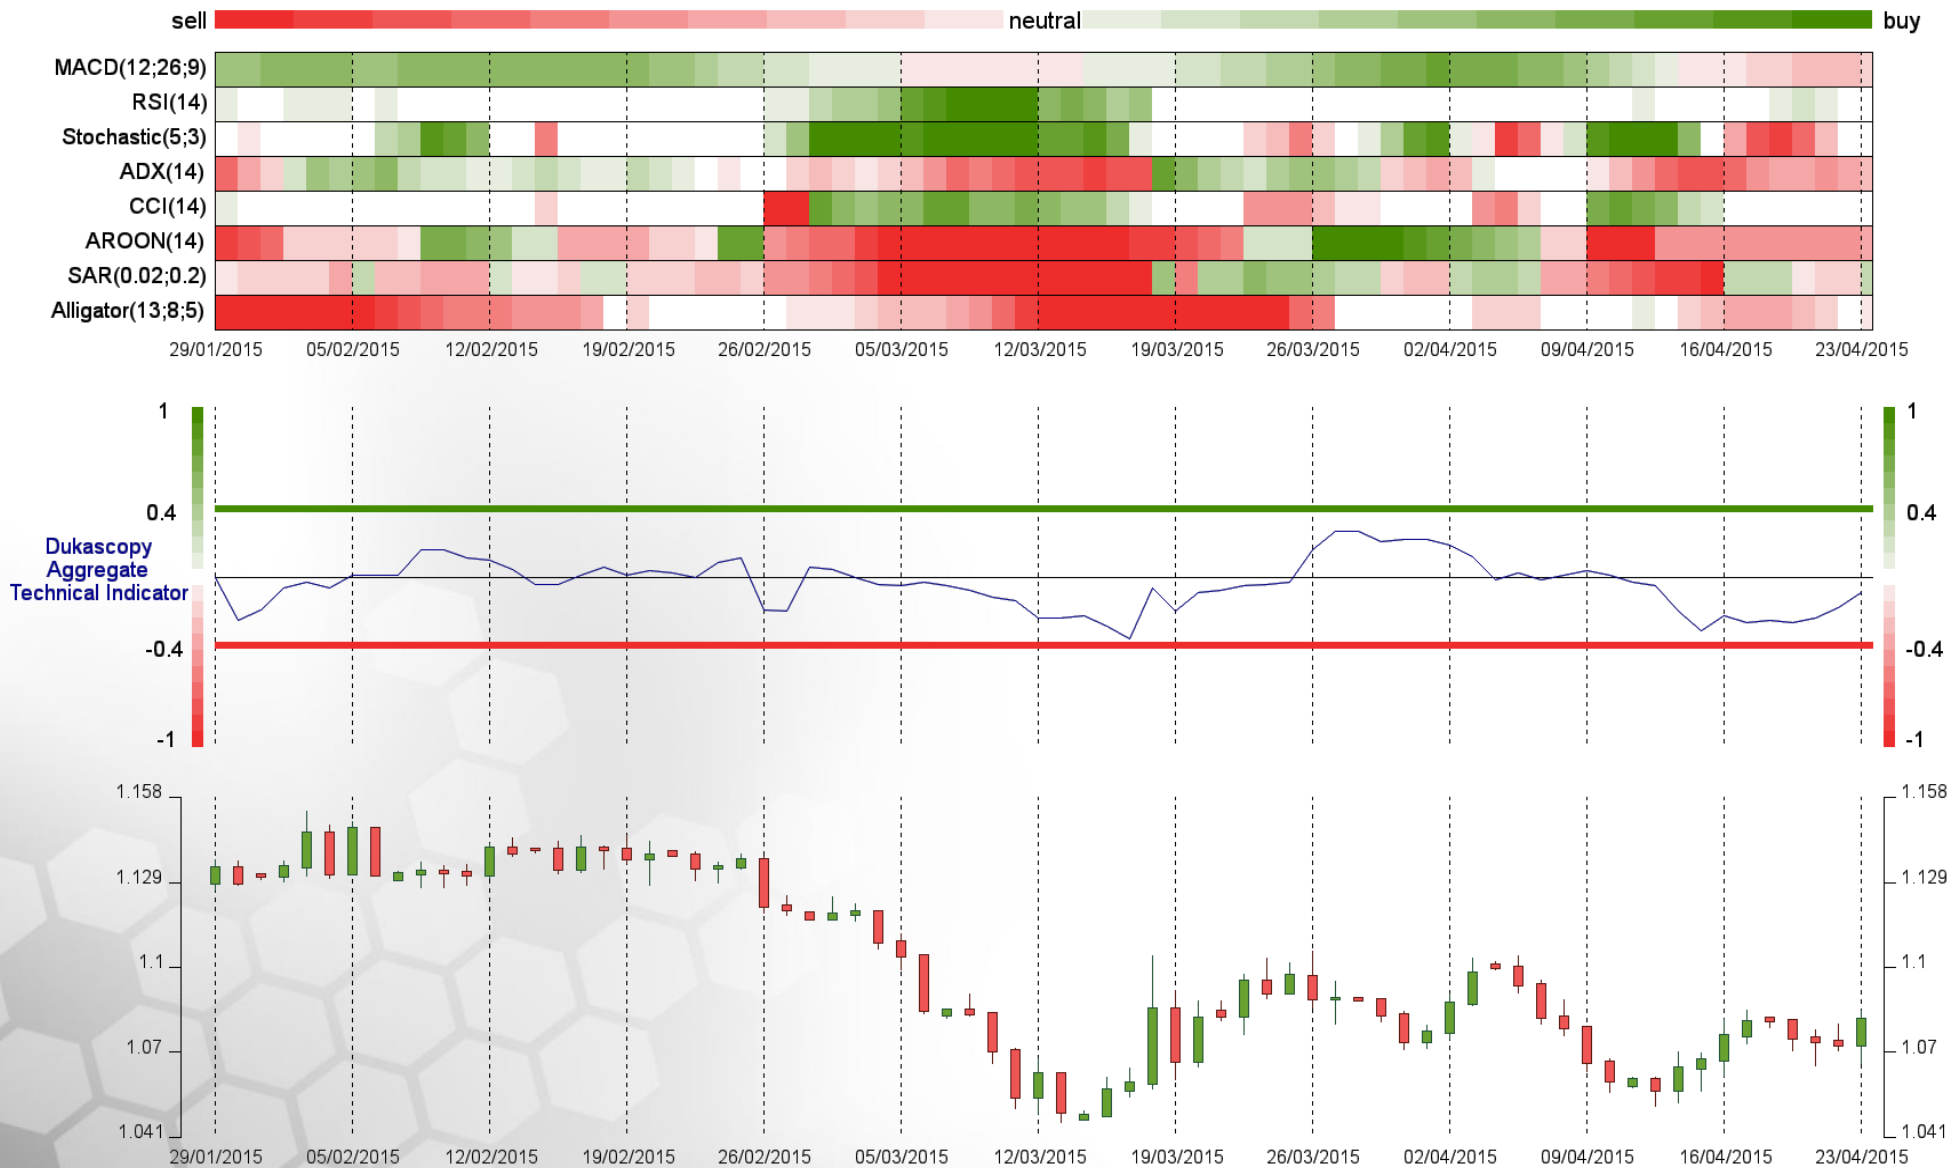 sell neutral buy
MACD(12;26;9)
RSI(14)
Stochastic(5;3)
ADX(14)
CCI(14)
AROON(14)
SAR(0.02;0.2)
Alligator(13;8;5)
29/01/2015 05/02/2015 12/02/2015 19/02/2015 26/02/2015 05/03/2015 12/03/2015 19/03/2015 26/03/2015 02/04/2015 09/04/2015 16/04/2015 23/04/2015
1 1
0.4 0.4
Dukascopy
Aggregate
Technical Indicator
-0.4 -0.4
-1 -1
1.158 1.158
1.129 1.129
1.1 1.1
1.07 1.07
1.041 1.041
29/01/2015 05/02/2015 12/02/2015 19/02/2015 26/02/2015 05/03/2015 12/03/2015 19/03/2015 26/03/2015 02/04/2015 09/04/2015 16/04/2015 23/04/2015